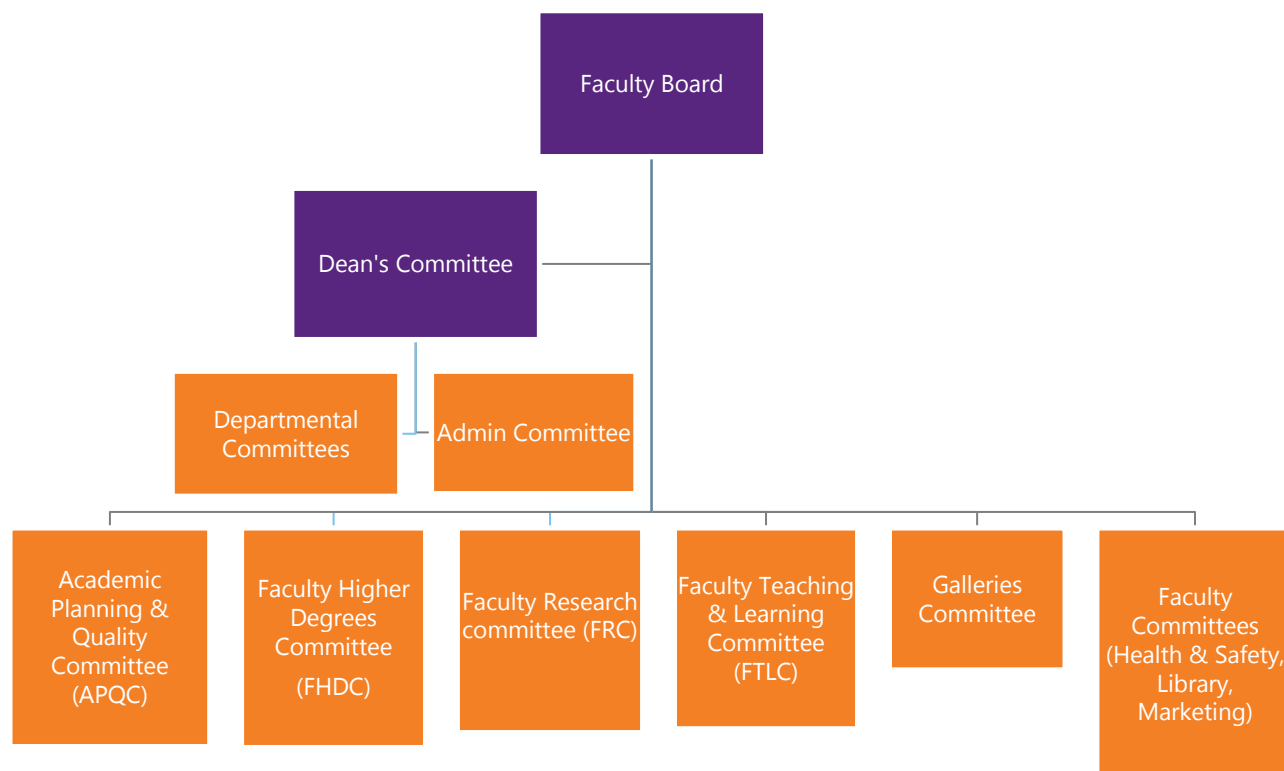 Faculty Board
Dean's Committee
Departmental
Committees
Admin Committee
Academic
Planning &
Quality
Committee
(APQC)
Faculty Higher
Degrees
Committee
(FHDC)
Faculty Research
committee (FRC)
Faculty Teaching
& Learning
Committee
(FTLC)
Galleries
Committee
Faculty
Committees
(Health & Safety,
Library,
Marketing)